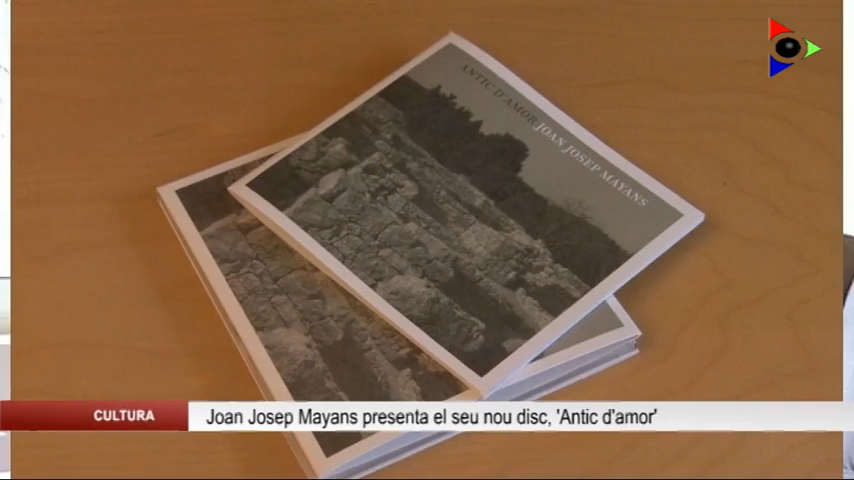 ANTIC D'AMOR JOAN JOSEP MAYANS
CULTURA
Joan Josep Mayans presenta el seu nou disc, 'Antic d'amor'